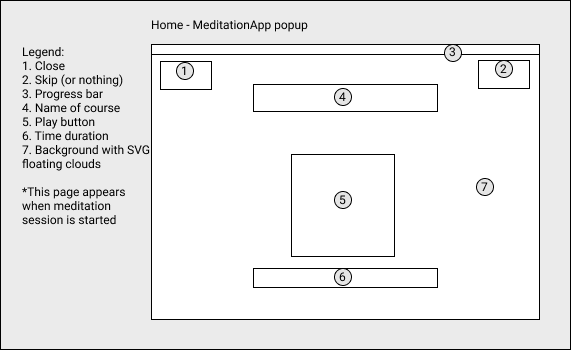 Home - MeditationApp popup
Legend:
1. Close
2. Skip (or nothing)
3. Progress bar
4. Name of course
5. Play button
6. Time duration
7. Background with SVG
floating clouds
*This page appears
when meditation
session is started
3
1
2
4
7
5
6